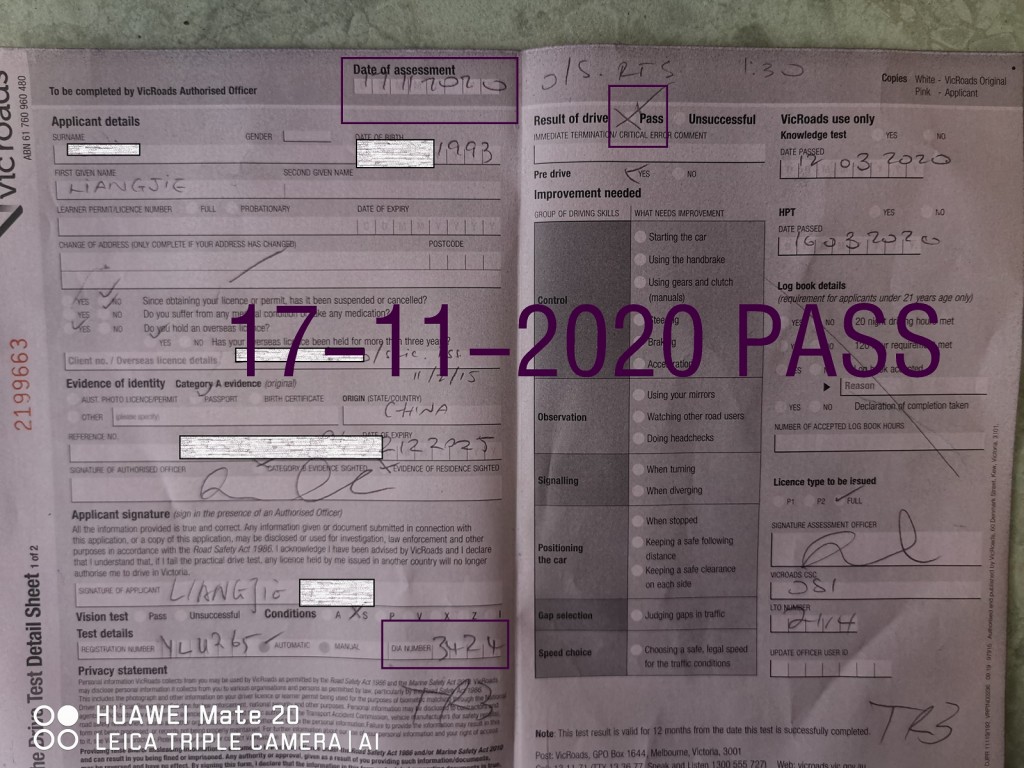 vicroads
ABN 61 760 960 480
2199663
Drive Test Detail Sheet 1 of 2
To be completed by VicRoads Authorised Officer
Date of assessment
17112020
Applicant details
SURNAME
GENDER
DATE OF BIRTH
1993
FIRST GIVEN NAME
SECOND GIVEN NAME
LIANGJIE
LEARNER PERMIT/LICENCE NUMBER FULL PROBATIONARY
DATE OF EXPIRY
CHANGE OF ADDRESS (ONLY COMPLETE IF YOUR ADDRESS HAS CHANGED)
POSTCODE
YES NO Since obtaining your licence or permit, has it been suspended or cancelled?
YES NO Do you suffer from any medical condition or take any medication?
YES NO Do you hold an overseas licence?
YES NO Has your overseas licence been held for more than three years?
Client no. / Overseas licence details
11/2/15
Evidence of identity Category A evidence (original)
AUST PHOTO LICENCE/PERMIT PASSPORT BIRTH CERTIFICATE
ORIGIN (STATE/COUNTRY)
CHINA
OTHER (please specify)
REFERENCE NO.
DATE OF EXPIRY
SIGNATURE OF AUTHORISED OFFICER
CATEGORY B EVIDENCE SIGHTED EVIDENCE OF RESIDENCE SIGHTED
Applicant signature (sign in the presence of an Authorised Officer)
All the information provided is true and correct. Any information given or document submitted in connection with
this application, or a copy of this application, may be disclosed or used for investigation, law enforcement and other
purposes in accordance with the Road Safety Act 1986. I acknowledge I have been advised by VicRoads and I declare
that I understand that, if I fail the practical drive test, any licence held by me issued in another country will no longer
authorise me to drive in Victoria.
SIGNATURE OF APPLICANT
LIANGJIE
Vision test Pass Unsuccessful Conditions A X S P V X Z I
Test details
REGISTRATION NUMBER
AUTOMATIC MANUAL
DIA NUMBER 3424
Privacy statement
TR3
HUAWEI Mate 20
LEICA TRIPLE CAMERA | AI
O/S. RTS 1:30
Copies White - VicRoads Original
Pink - Applicant
Result of drive Pass Unsuccessful
IMMEDIATE TERMINATION/ CRITICAL ERROR COMMENT
Pre drive YES NO
Improvement needed
GROUP OF DRIVING SKILLS
WHAT NEEDS IMPROVEMENT
Control
Starting the car
Using the handbrake
Using gears and clutch
(manuals)
Steering
Braking
Acceleration
17-11-2020 PASS
Observation
Using your mirrors
Watching other road users
Doing headchecks
Signalling
When turning
When diverging
Positioning
the car
When stopped
Keeping a safe following
distance
Keeping a safe clearance
on each side
Gap selection
Judging gaps in traffic
Speed choice
Choosing a safe, legal speed
for the traffic conditions
VicRoads use only
Knowledge test YES NO
DATE PASSED
12 03 2020
HPT YES NO
DATE PASSED
16032020
Log book details
(requirement for applicants under 21 years age only)
YES NO 20 night driving hours met
Reason
YES NO Declaration of completion taken
NUMBER OF ACCEPTED LOG BOOK HOURS
Licence type to be issued
P1 P2 FULL
SIGNATURE ASSESSMENT OFFICER
VICROADS CSC
LTO NUMBER
UPDATE OFFICER USER ID
TR3
Note: This test result is valid for 12 months from the date this test is successfully completed.
Post: VicRoads, GPO Box 1644, Melbourne, Victoria, 3001